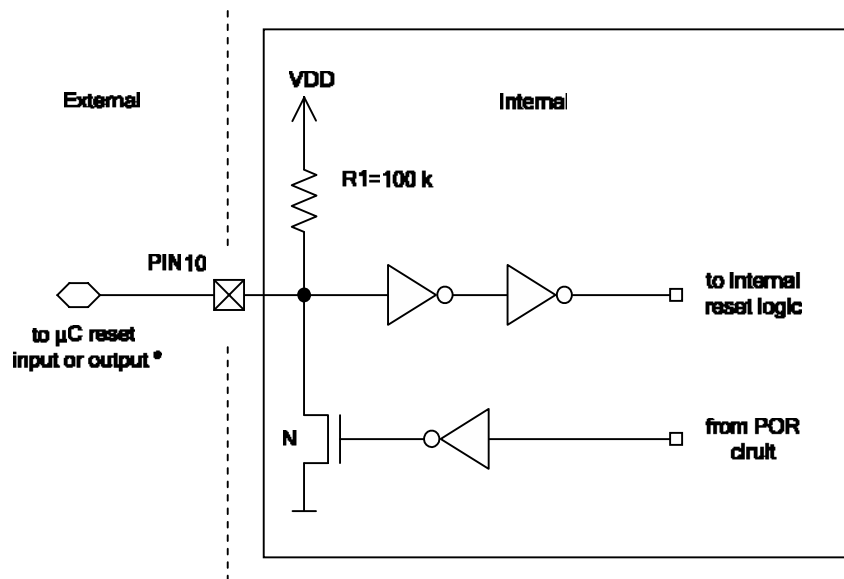 VDD
External
Internal
R1=100 k
PIN10
to µC reset
input or output *
to internal
reset logic
N
from POR
ciruit